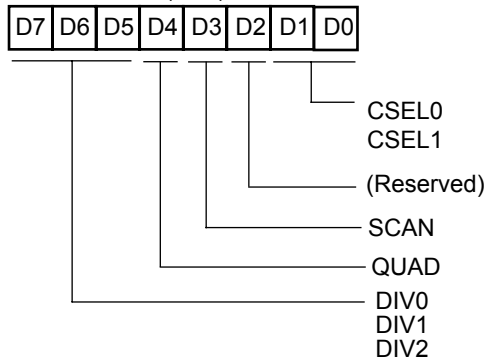 D7 D6 D5 D4 D3 D2 D1 D0
CSEL0
CSEL1
(Reserved)
SCAN
QUAD
DIV0
DIV1
DIV2